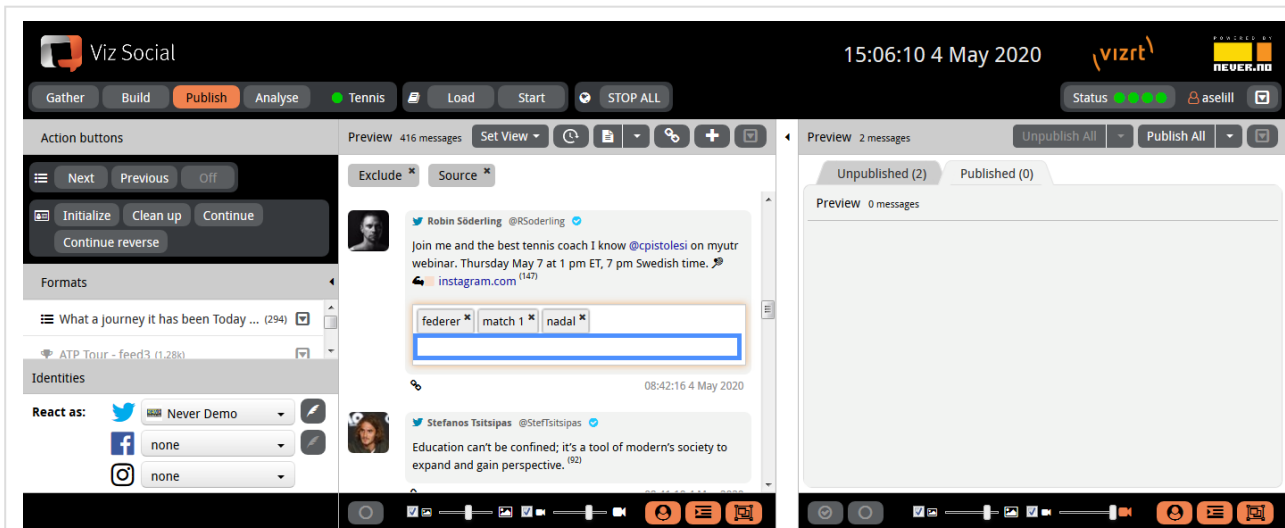 Viz Social
15:06:10 4 May 2020
vizrt
POWERED BY
NEVER.NO
Gather Build Publish Analyse Tennis Load Start STOP ALL Status aselill
Action buttons
Next Previous Off
Initialize Clean up Continue
Continue reverse
Formats
What a journey it has been Today ... (294)
ATP Tour - feed3 (1.28k)
Identities
React as: Never Demo
none
none
Preview 416 messages Set View
Exclude × Source ×
Robin Söderling @RSoderling
Join me and the best tennis coach I know @cpistolesi on myutr
webinar. Thursday May 7 at 1 pm ET, 7 pm Swedish time.
instagram.com (147)
federer × match 1 × nadal ×
08:42:16 4 May 2020
Stefanos Tsitsipas @StefTsitsipas
Education can't be confined; it's a tool of modern's society to
expand and gain perspective. (92)
Preview 2 messages Unpublish All Publish All
Unpublished (2) Published (0)
Preview 0 messages